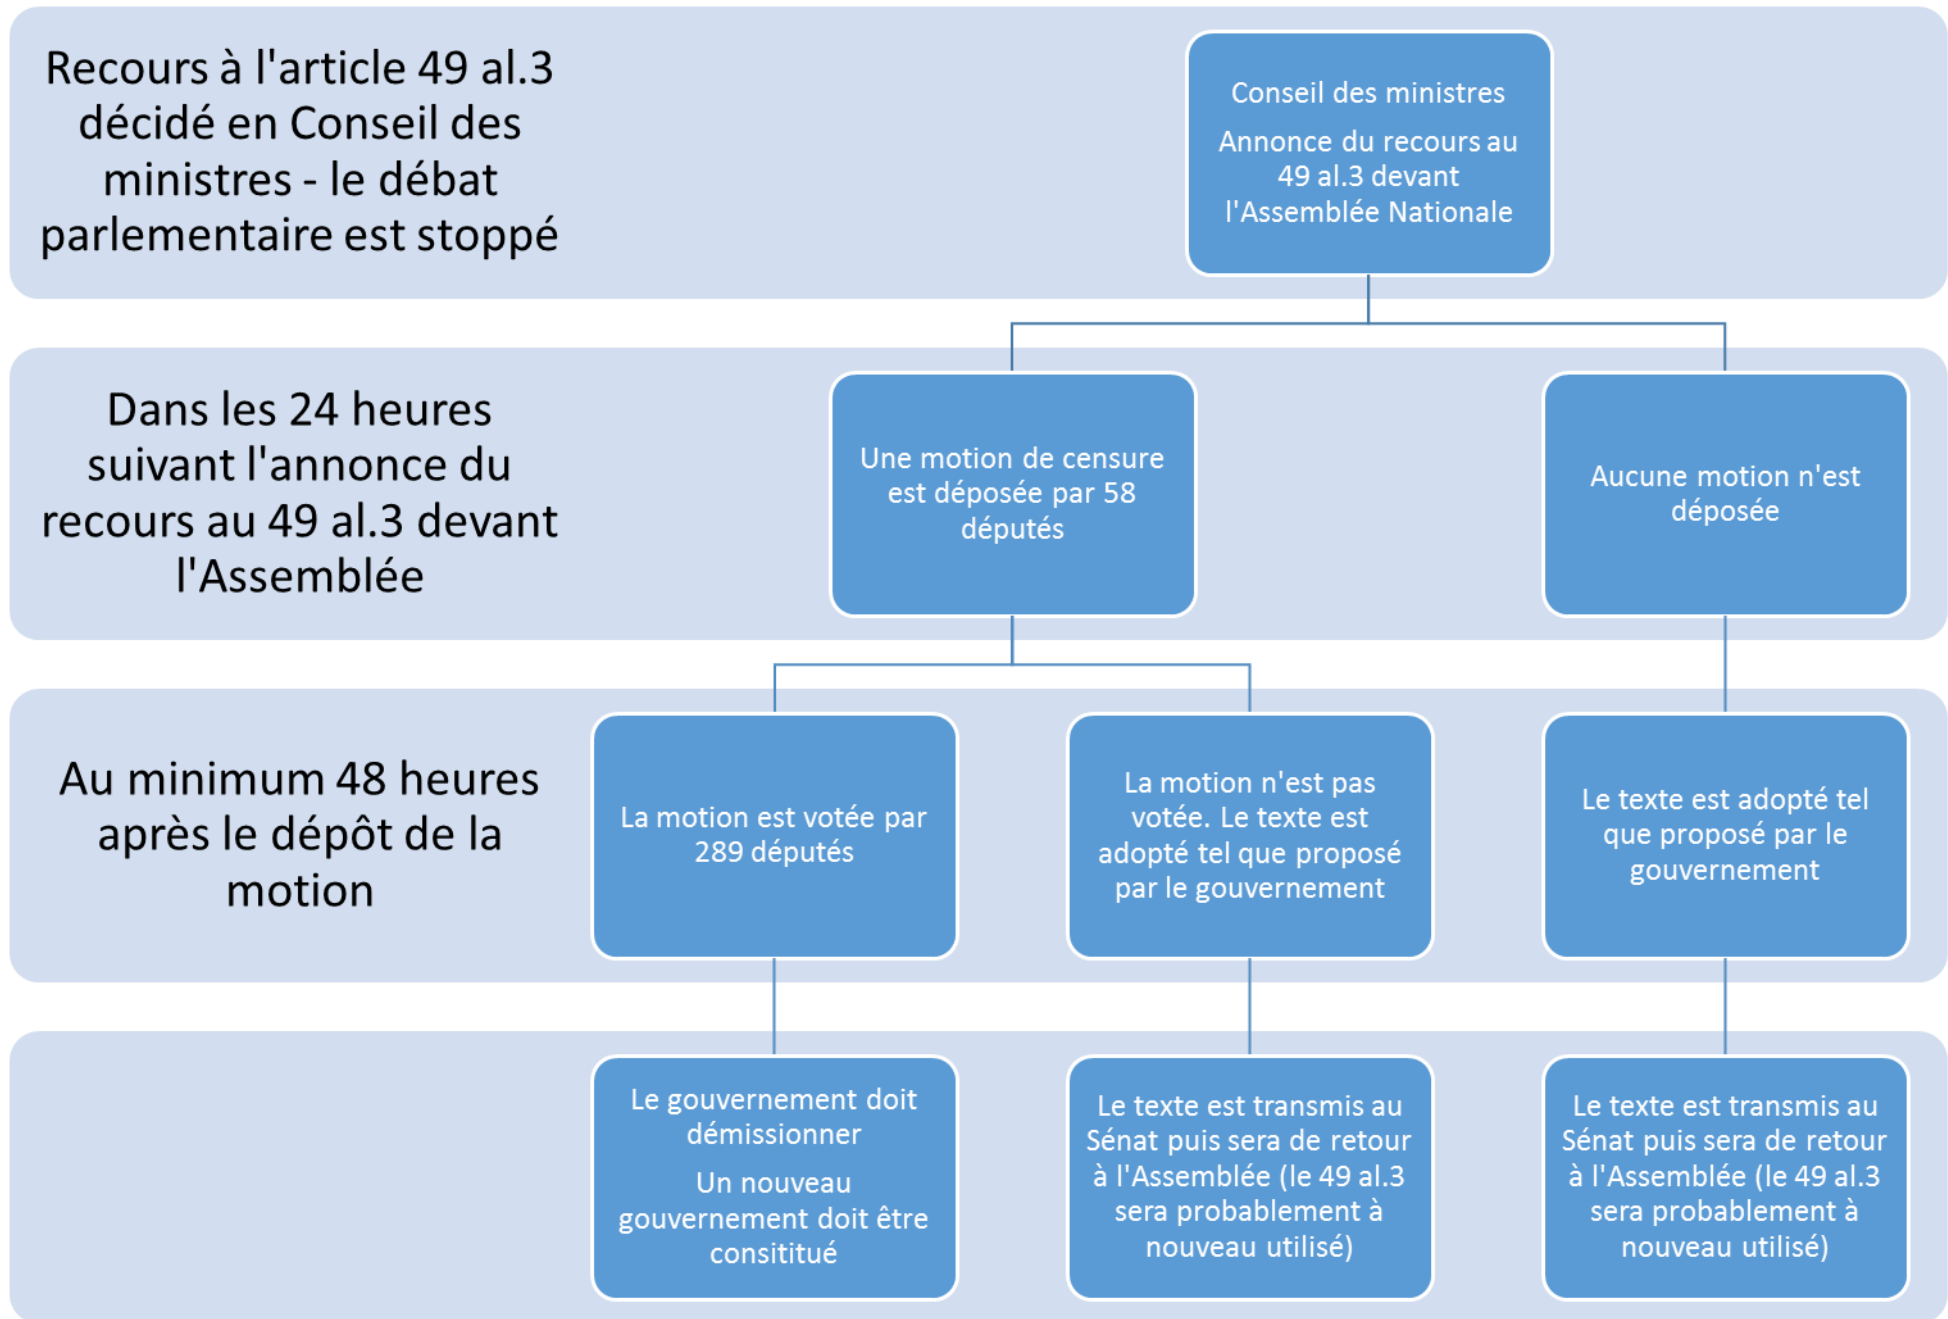 Recours à l'article 49 al.3
décidé en Conseil des
ministres - le débat
parlementaire est stoppé
Conseil des ministres
Annonce du recours au
49 al.3 devant
l'Assemblée Nationale
Dans les 24 heures
suivant l'annonce du
recours au 49 al.3 devant
l'Assemblée
Une motion de censure
est déposée par 58
députés
Aucune motion n'est
déposée
Au minimum 48 heures
après le dépôt de la
motion
La motion est votée par
289 députés
La motion n'est pas
votée. Le texte est
adopté tel que proposé
par le gouvernement
Le texte est adopté tel
que proposé par le
gouvernement
Le gouvernement doit
démissionner
Un nouveau
gouvernement doit être
consititué
Le texte est transmis au
Sénat puis sera de retour
à l'Assemblée (le 49 al.3
sera probablement à
nouveau utilisé)
Le texte est transmis au
Sénat puis sera de retour
à l'Assemblée (le 49 al.3
sera probablement à
nouveau utilisé)